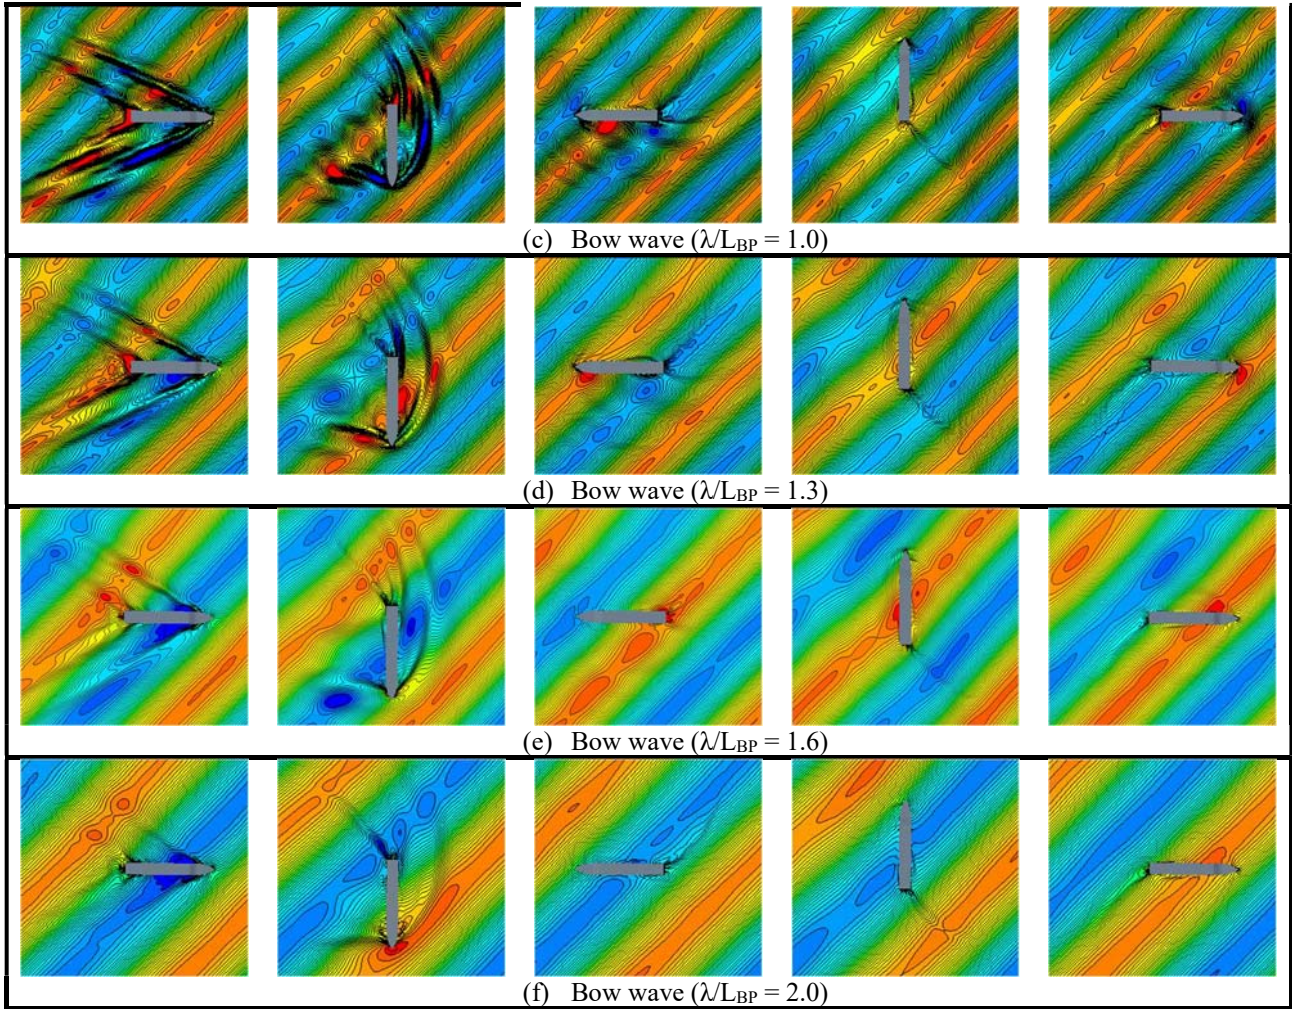 (c) Bow wave (λ/LBP = 1.0)
(d) Bow wave (λ/LBP = 1.3)
(e) Bow wave (λ/LBP = 1.6)
(f) Bow wave (λ/LBP = 2.0)